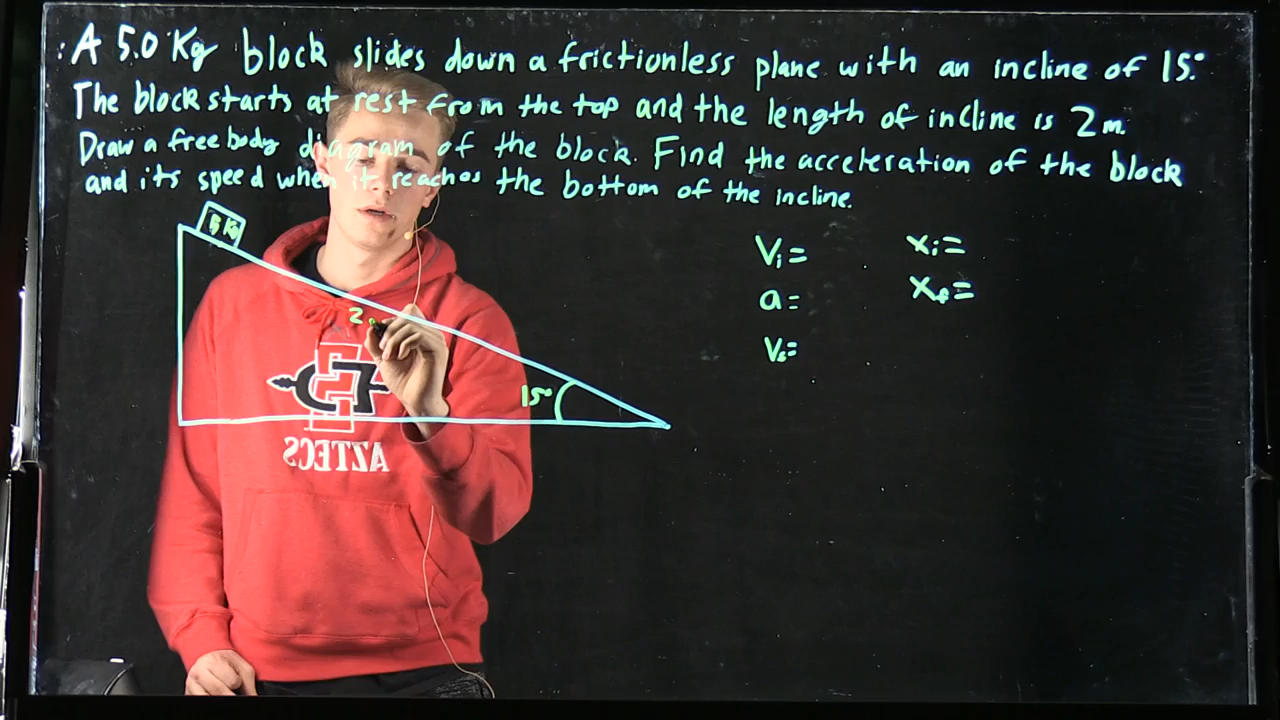 A 5.0 Kg block slides down a frictionless plane with an incline of 15°.
The block starts at rest from the top and the length of incline is 2m.
Draw a free body diagram of the block. Find the acceleration of the block
and its speed when it reaches the bottom of the incline.
5 Kg
Vi=
xi=
a=
xf=
Vf=
2
15°
AZTECS